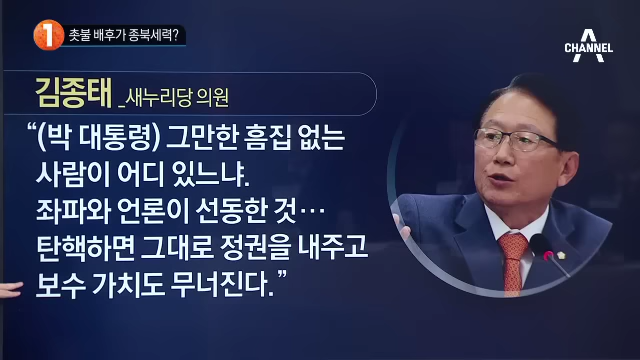 1 촛불 배후가 종북세력?
CHANNEL A
김종태 _새누리당 의원
“(박 대통령) 그만한 흠집 없는
사람이 어디 있느냐.
좌파와 언론이 선동한 것…
탄핵하면 그대로 정권을 내주고
보수 가치도 무너진다.”